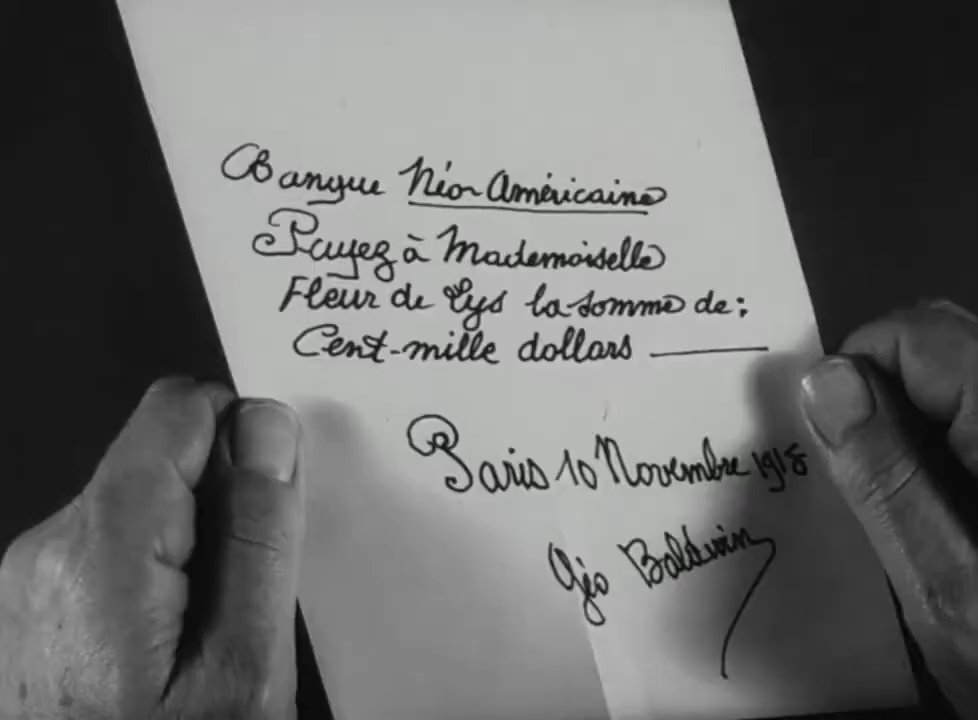 Banque Néo-Américaine
Payez à Mademoiselle
Fleur de Lys la somme de:
Cent-mille dollars
Paris 10 Novembre 1918
Géo Baldwin